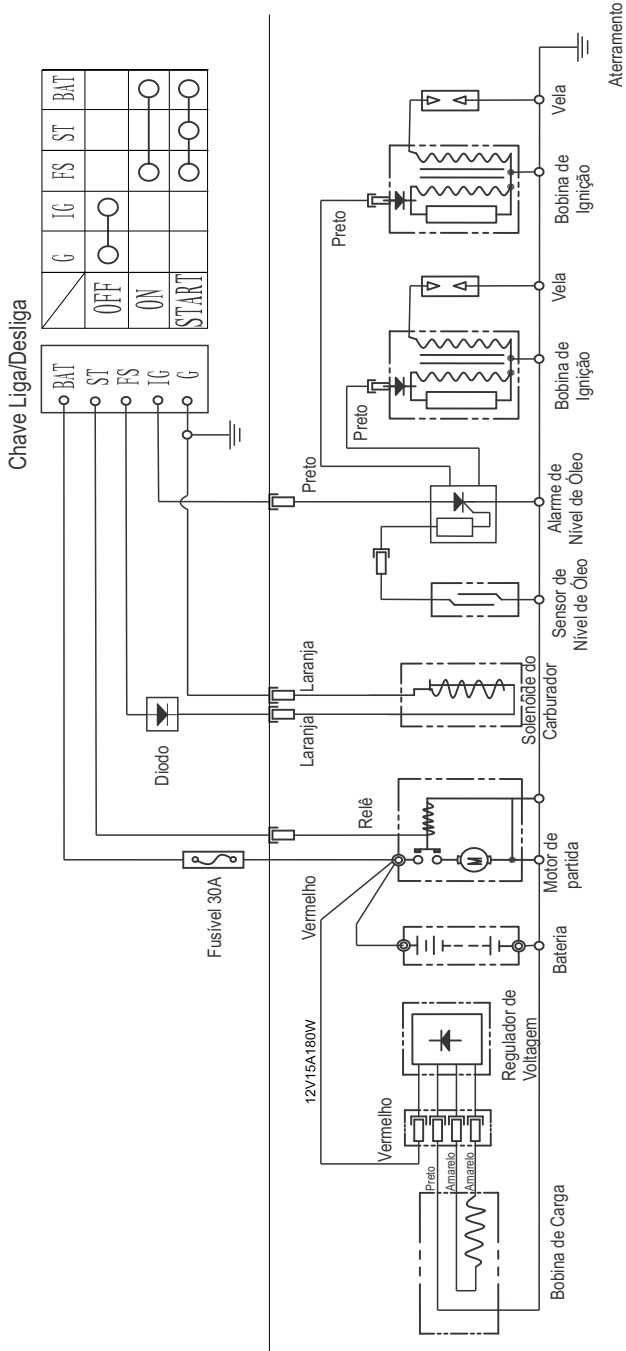 Chave Liga/Desliga
G IG FS ST BAT
OFF
ON
START
BAT
ST
FS
IG
G
Fusível 30A
Diodo
12V15A180W
Vermelho
Vermelho
Preto
Amarelo
Amarelo
Relê
Laranja
Laranja
Preto
Preto
Preto
M
Bobina de Carga
Regulador de
Voltagem
Bateria
Motor de
partida
Solenóide do
Carburador
Sensor de
Nível de Óleo
Alarme de
Nível de Óleo
Bobina de
Ignição
Vela
Bobina de
Ignição
Vela
Aterramento